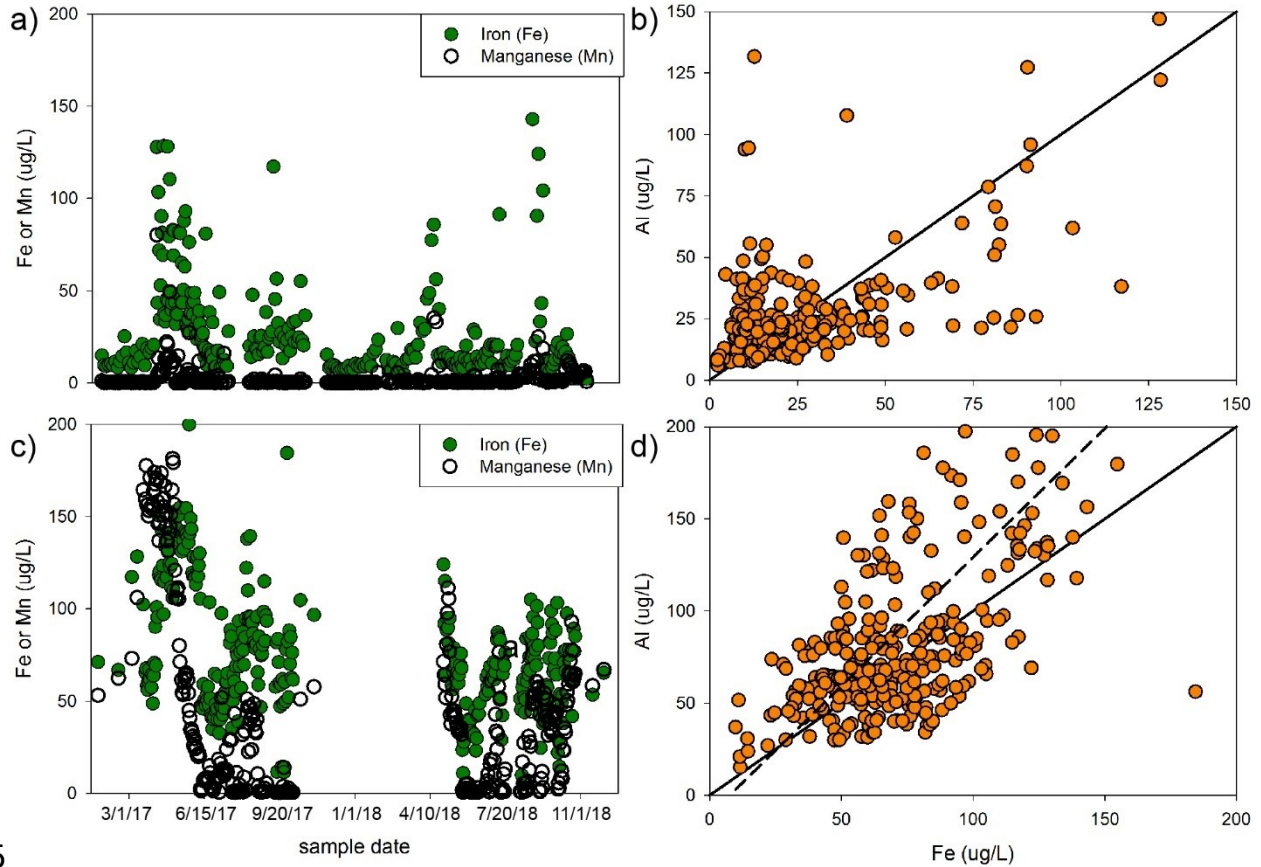 a)
200
150
100
50
0
Fe or Mn (ug/L)
Iron (Fe)
Manganese (Mn)
b)
150
125
100
75
50
25
0
Al (ug/L)
0 25 50 75 100 125 150
c)
200
150
100
50
0
Fe or Mn (ug/L)
Iron (Fe)
Manganese (Mn)
3/1/17 6/15/17 9/20/17 1/1/18 4/10/18 7/20/18 11/1/18
sample date
d)
200
150
100
50
0
Al (ug/L)
0 50 100 150 200
Fe (ug/L)
5